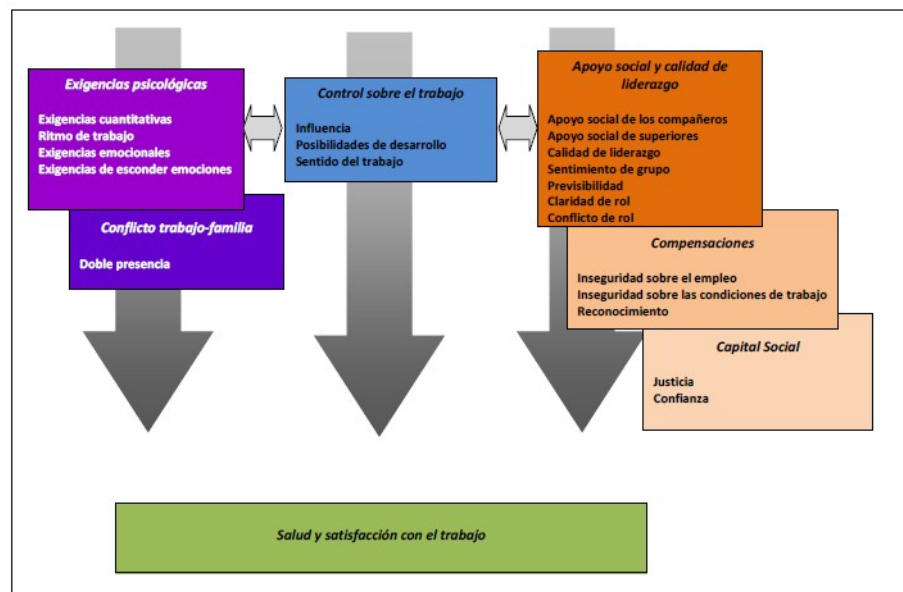 Exigencias psicológicas
Exigencias cuantitativas
Ritmo de trabajo
Exigencias emocionales
Exigencias de esconder emociones
Conflicto trabajo-familia
Doble presencia
Control sobre el trabajo
Influencia
Posibilidades de desarrollo
Sentido del trabajo
Apoyo social y calidad de
liderazgo
Apoyo social de los compañeros
Apoyo social de superiores
Calidad de liderazgo
Sentimiento de grupo
Previsibilidad
Claridad de rol
Conflicto de rol
Compensaciones
Inseguridad sobre el empleo
Inseguridad sobre las condiciones de trabajo
Reconocimiento
Capital Social
Justicia
Confianza
Salud y satisfacción con el trabajo